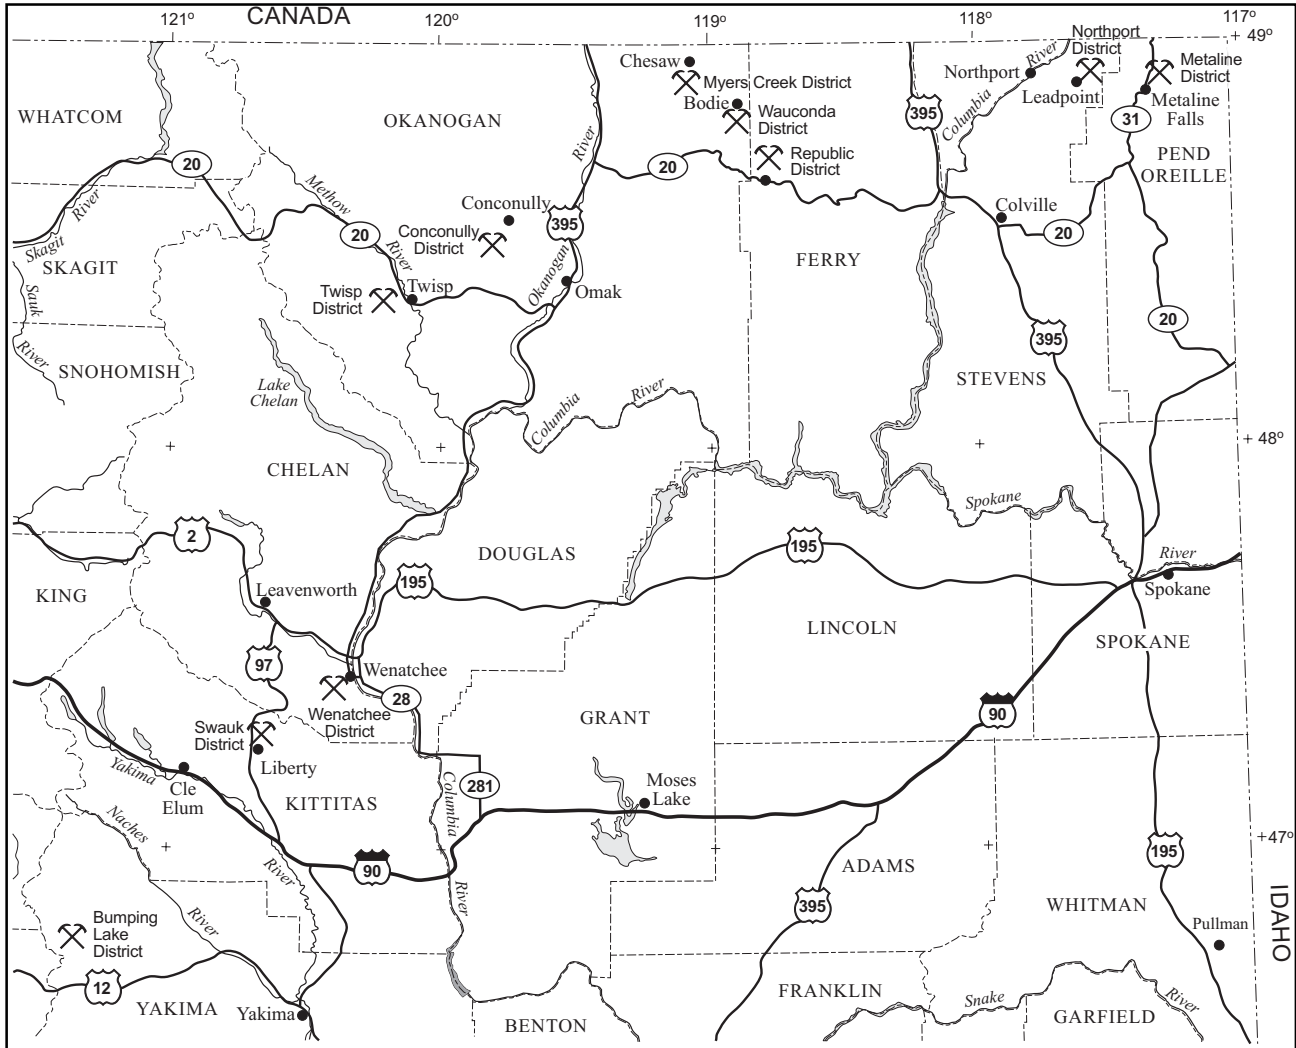 CANADA
121°
120°
119°
118°
117°
49°
Chesaw
Myers Creek District
Bodie
Wauconda
District
Republic
District
Northport
River
Columbia
Northport
District
Leadpoint
Metaline
District
Metaline
Falls
395
31
WHATCOM
OKANOGAN
River
PEND
OREILLE
20
20
Methow
River
20
Conconully
Conconully
District
395
Okanogan
Omak
Colville
20
Skagit
River
SKAGIT
Sauk
River
Twisp
District
Twisp
FERRY
20
395
SNOHOMISH
Lake
Chelan
STEVENS
Columbia
River
48°
CHELAN
Spokane
River
2
DOUGLAS
195
195
KING
Leavenworth
Spokane
LINCOLN
SPOKANE
97
Wenatchee
28
Wenatchee
District
GRANT
90
Swauk
District
Liberty
Yakima
River
Cle
Elum
KITTITAS
Columbia
River
281
Moses
Lake
Naches
River
47°
90
ADAMS
195
395
WHITMAN
IDAHO
Bumping
Lake
District
Pullman
12
YAKIMA
Yakima
BENTON
FRANKLIN
Snake
River
GARFIELD